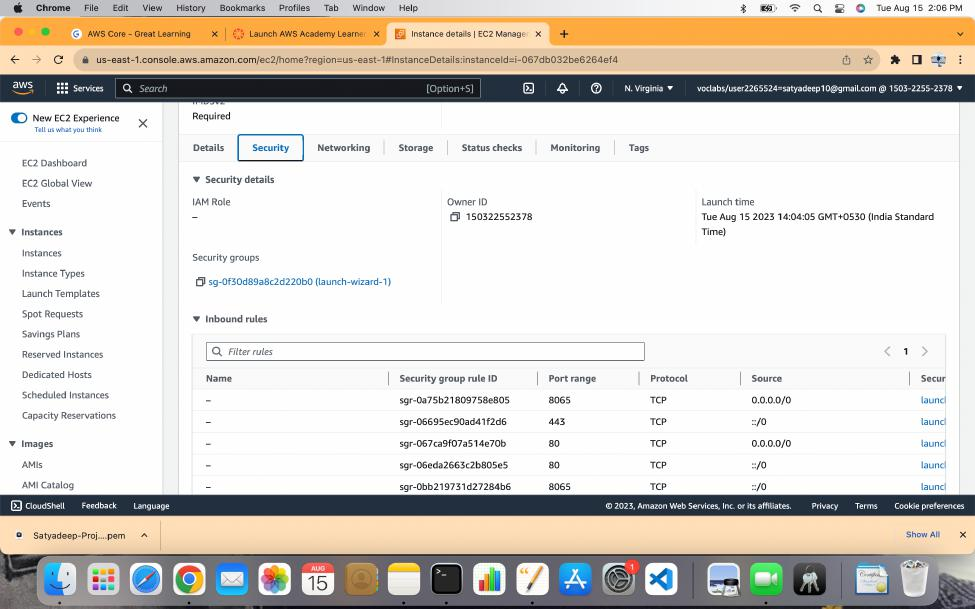 Chrome File Edit View History Bookmarks Profiles Tab Window Help Tue Aug 15 2:06 PM
AWS Core - Great Learning Launch AWS Academy Learner Instance details | EC2 Manager
us-east-1.console.aws.amazon.com/ec2/home?region=us-east-1#InstanceDetails:instanceId=i-067db032be6264ef4
aws Services Search [Option+S] N. Virginia voclabs/user2265524=satyadeep10@gmail.com @ 1503-2255-2378
New EC2 Experience
Tell us what you think
EC2 Dashboard
EC2 Global View
Events
Instances
Instances
Instance Types
Launch Templates
Spot Requests
Savings Plans
Reserved Instances
Dedicated Hosts
Scheduled Instances
Capacity Reservations
Images
AMIs
AMI Catalog
IMDSv2
Required
Details Security Networking Storage Status checks Monitoring Tags
Security details
IAM Role Owner ID Launch time
– 150322552378 Tue Aug 15 2023 14:04:05 GMT+0530 (India Standard
Time)
Security groups
sg-0f30d89a8c2d220b0 (launch-wizard-1)
Inbound rules
Filter rules 1
Name Security group rule ID Port range Protocol Source Secur
– sgr-0a75b21809758e805 8065 TCP 0.0.0.0/0 launch
– sgr-06695ec90ad41f2d6 443 TCP ::/0 launch
– sgr-067ca9f07a514e70b 80 TCP 0.0.0.0/0 launch
– sgr-06eda2663c2b805e5 80 TCP ::/0 launch
– sgr-0bb219731d27284b6 8065 TCP ::/0 launch
CloudShell Feedback Language © 2023, Amazon Web Services, Inc. or its affiliates. Privacy Terms Cookie preferences
Satyadeep-Proj....pem Show All
AUG
15
1